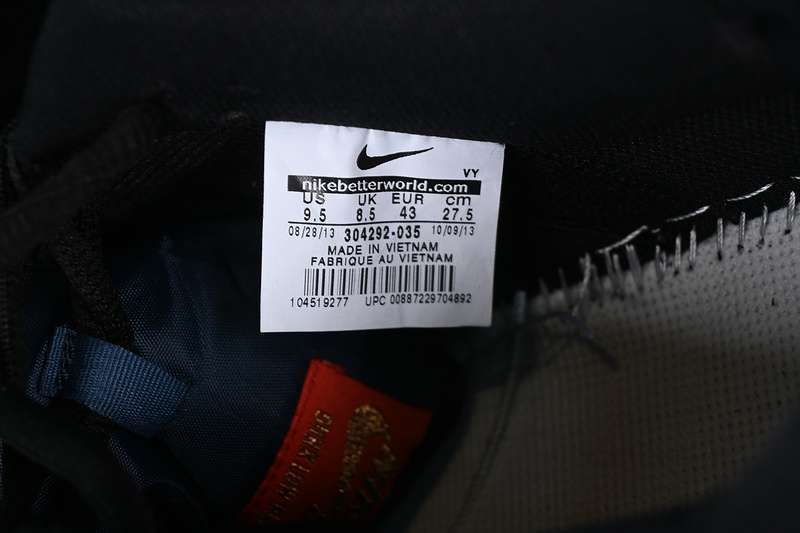 VY
nikebetterworld.com
US UK EUR cm
9.5 8.5 43 27.5
08/28/13 304292-035 10/09/13
MADE IN VIETNAM
FABRIQUE AU VIETNAM
104519277 UPC 00887229704892